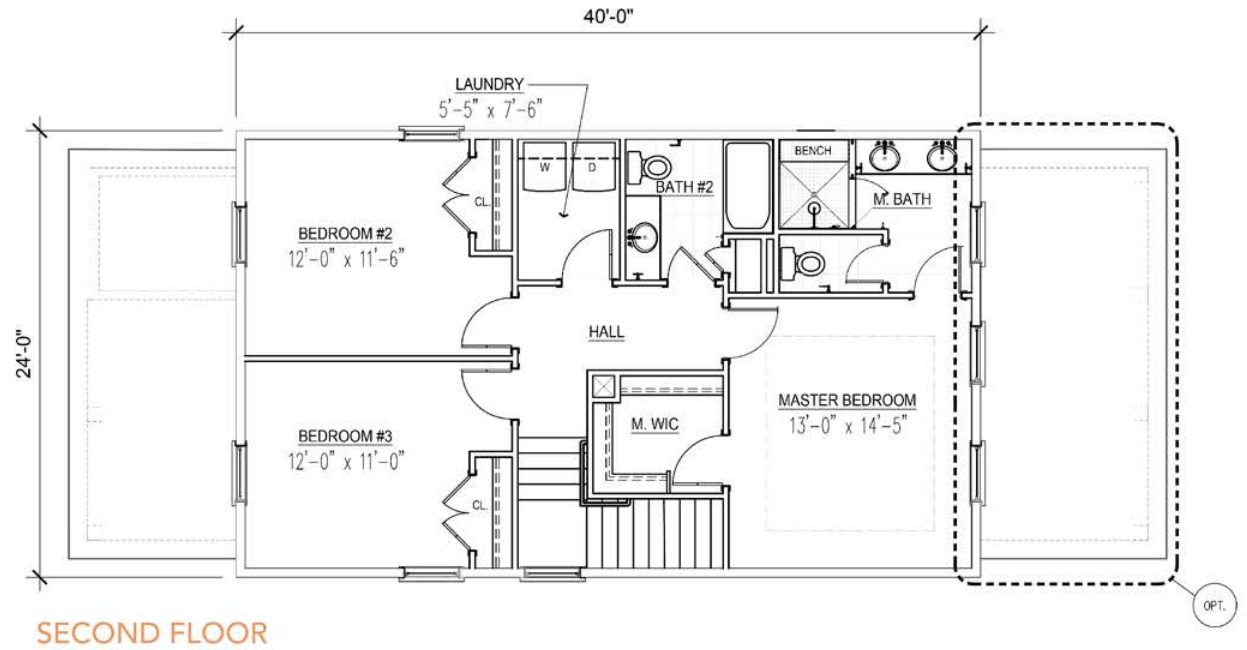 40'-0"
LAUNDRY
5'-5" x 7'-6"
W
D
BENCH
BATH #2
M. BATH
CL.
BEDROOM #2
12'-0" x 11'-6"
24'-0"
HALL
MASTER BEDROOM
13'-0" x 14'-5"
M. WIC
BEDROOM #3
12'-0" x 11'-0"
CL.
OPT.
SECOND FLOOR